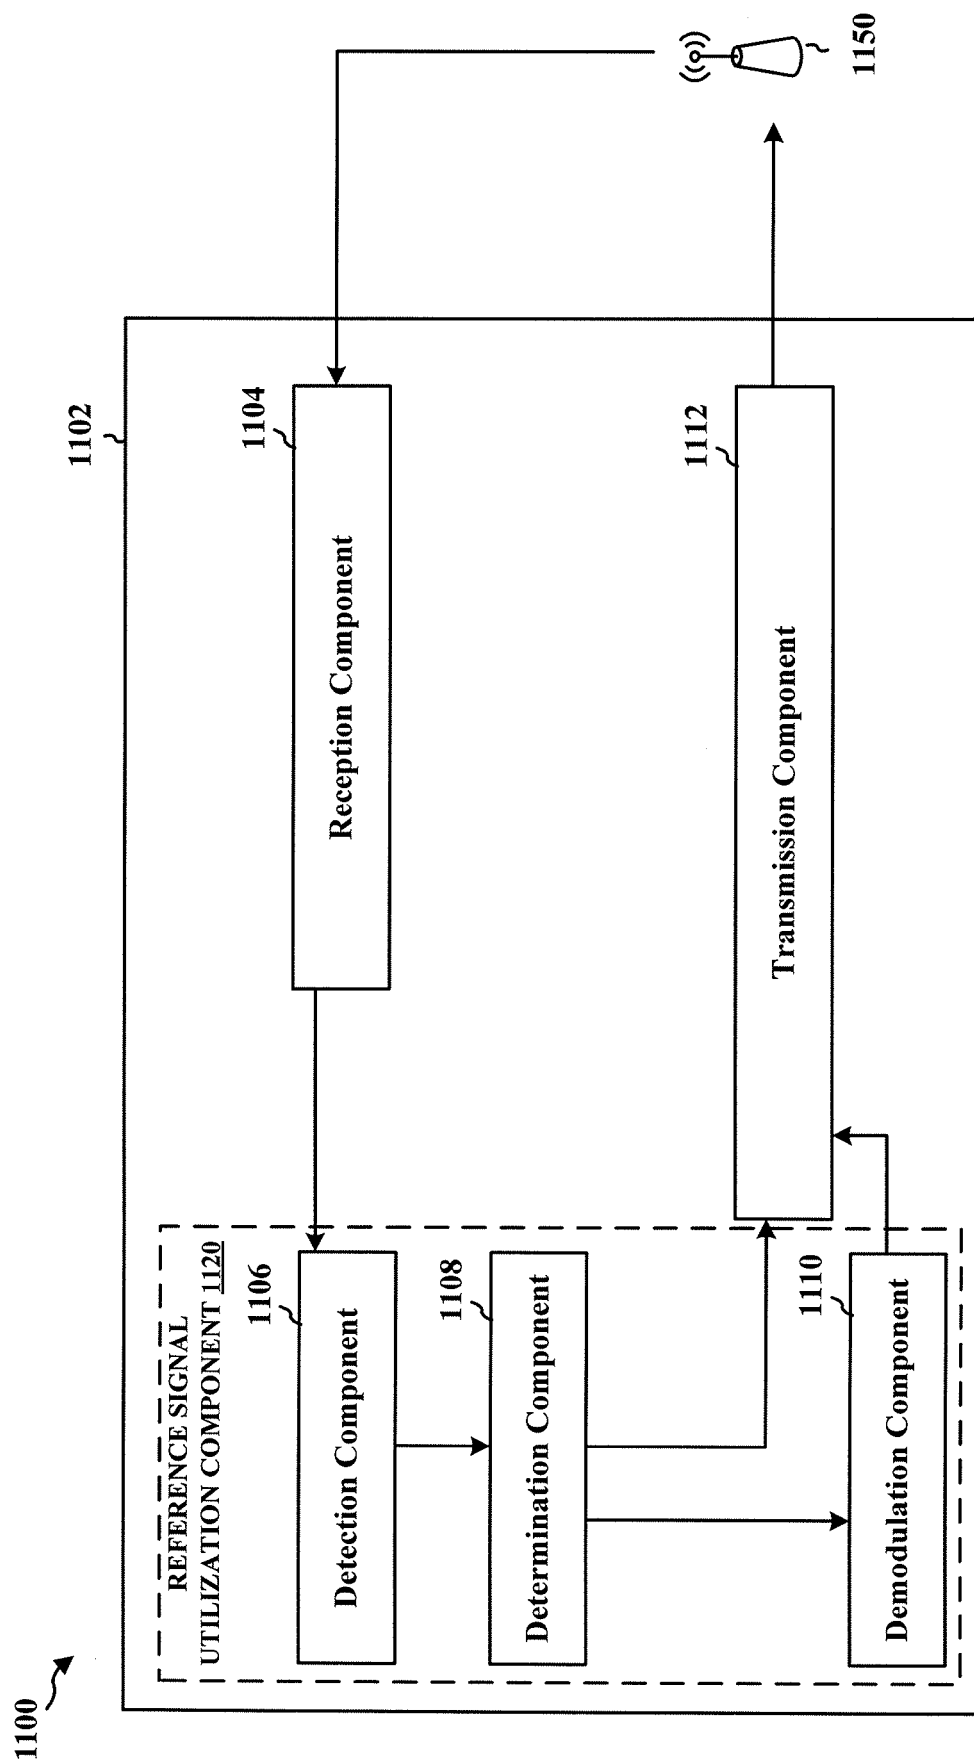 1100
1102
REFERENCE SIGNAL
UTILIZATION COMPONENT 1120
1106
Detection Component
1104
Reception Component
1108
Determination Component
1112
Transmission Component
1110
Demodulation Component
1150